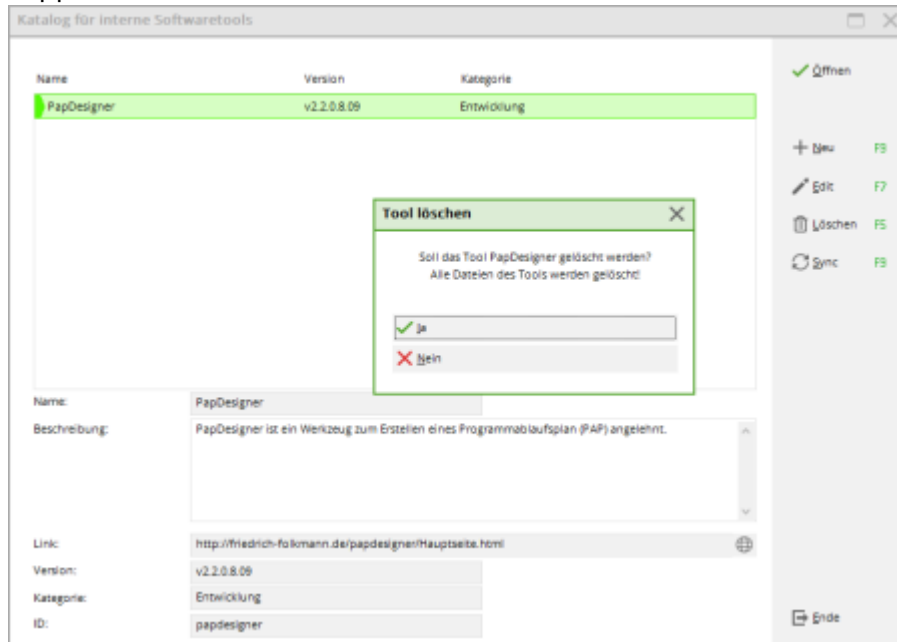 Katalog für interne Softwaretools
Name Version Kategorie
PapDesigner v2.2.0.8.09 Entwicklung
Öffnen
Neu F9
Edit F7
Löschen F5
Sync F9
Tool löschen
Soll das Tool PapDesigner gelöscht werden?
Alle Dateien des Tools werden gelöscht!
Ja
Nein
Name: PapDesigner
Beschreibung: PapDesigner ist ein Werkzeug zum Erstellen eines Programmablaufsplan (PAP) angelehnt.
Link: http://friedrich-folkmann.de/papdesigner/Hauptseite.html
Version: v2.2.0.8.09
Kategorie: Entwicklung
ID: papdesigner
Ende